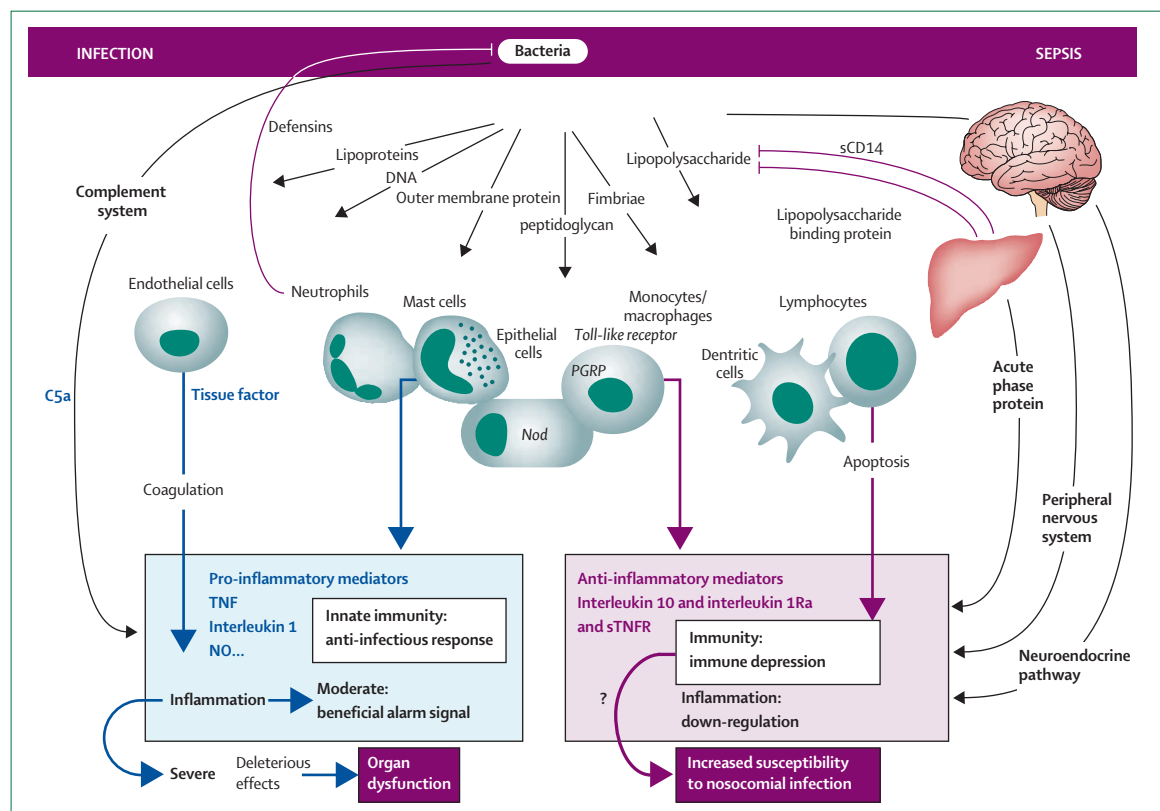 INFECTION
Bacteria
SEPSIS
Defensins
Lipoproteins
DNA
Outer membrane protein
peptidoglycan
Fimbriae
Lipopolysaccharide
sCD14
Lipopolysaccharide
binding protein
Complement
system
Endothelial cells
Neutrophils
Mast cells
Epithelial
cells
Monocytes/
macrophages
Toll-like receptor
PGRP
Nod
Lymphocytes
Dentritic
cells
C5a
Tissue factor
Coagulation
Apoptosis
Acute
phase
protein
Peripheral
nervous
system
Neuroendocrine
pathway
Pro-inflammatory mediators
TNF
Interleukin 1
NO...
Innate immunity:
anti-infectious response
Inflammation
Moderate:
beneficial alarm signal
Severe
Deleterious
effects
Organ
dysfunction
Anti-inflammatory mediators
Interleukin 10 and interleukin 1Ra
and sTNFR
Immunity:
immune depression
?
Inflammation:
down-regulation
Increased susceptibility
to nosocomial infection